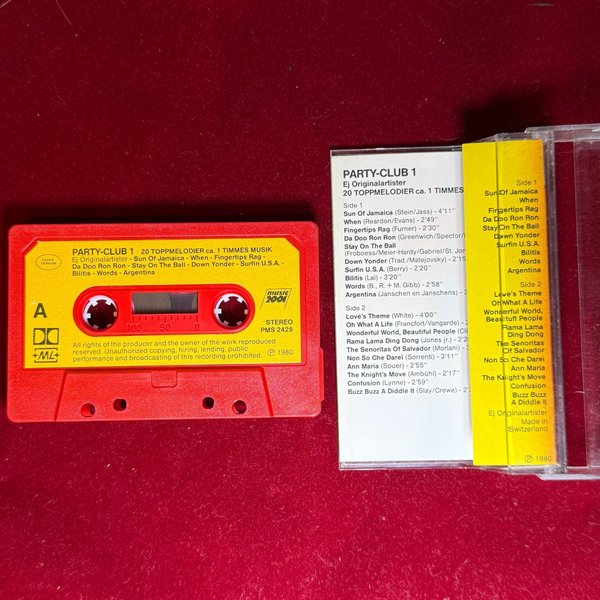 PARTY-CLUB 1 - 20 TOPPMELODIER ca. 1 TIMMES MUSIK
Ej Originalartister - Sun Of Jamaica - When - Fingertips Rag -
Da Doo Ron Ron - Stay On The Ball - Down Yonder - Surfin U.S.A. -
Bilitis - Words - Argentina
A
music
2001
100 50 0
STEREO
PMS 2428
All rights of the producer and the owner of the work reproduced
reserved. Unauthorized copying, hiring, lending, public
performance and broadcasting of this recording prohibited.
℗ 1980
PARTY-CLUB 1
Ej Originalartister
20 TOPPMELODIER ca. 1 TIMMES
Side 1
Sun Of Jamaica (Stein/Jass) - 4'11"
When (Reardon/Evans) - 2'49"
Fingertips Rag (Furner) - 2'30"
Da Doo Ron Ron (Greenwich/Spector/
Stay On The Ball
(Froboess/Meier-Hardy/Gabriel/St. Jon
Down Yonder (Trad./Matejovsky) - 2'15
Surfin U.S.A. (Berry) - 2'20"
Bilitis (Lai) - 3'20"
Words (B., R. + M. Gibb) - 2'58"
Argentina (Janschen en Janschens)
Side 2
Love's Theme (White) - 4'00"
Oh What A Life (Francfort/Vangarde) - 3
Wonderful World, Beautiful People (Cli
Rama Lama Ding Dong (Jones jr.) - 2'2
The Senoritas Of Salvador (Morlani) -
Non So Che Darei (Sorrenti) - 3'11"
Ann Maria (Souer) - 2'55"
The Knight's Move (Ambühl) - 2'17"
Confusion (Lynne) - 2'59"
Buzz Buzz A Diddle It (Slay/Crewe) -
Side 1
Sun Of Jamaica
When
Fingertips Rag
Da Doo Ron Ron
Stay On The Ball
Down Yonder
Surfin U.S.A.
Bilitis
Words
Argentina
Side 2
Love's Theme
Oh What A Life
Wonderful World,
Beautiful People
Rama Lama
Ding Dong
The Senoritas
Of Salvador
Non So Che Darei
Ann Maria
The Knight's Move
Confusion
Buzz Buzz
A Diddle It
Ej Originalartister
Made in
Switzerland
℗ 1980